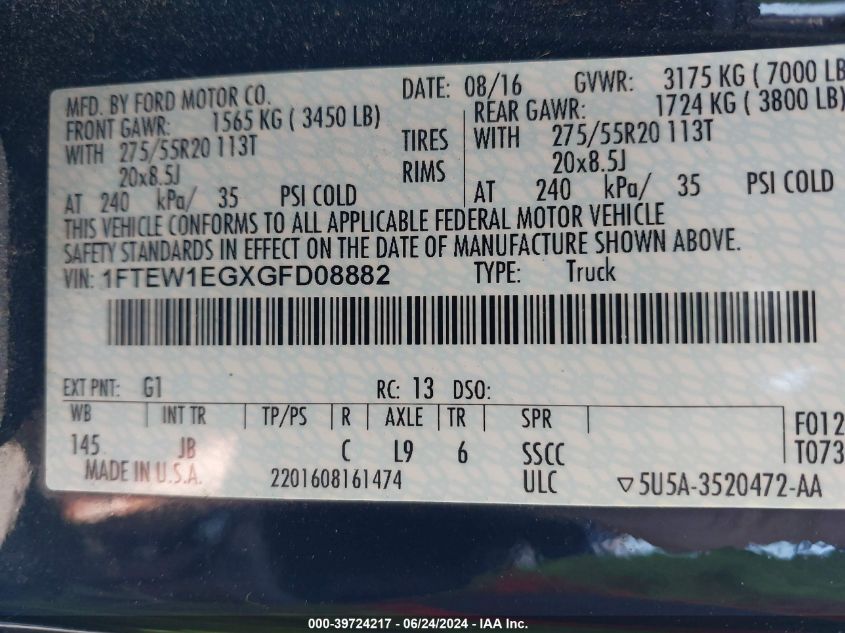 MFD. BY FORD MOTOR CO. DATE: 08/16 GVWR: 3175 KG ( 7000 LB
FRONT GAWR: 1565 KG ( 3450 LB) REAR GAWR: 1724 KG ( 3800 LB)
WITH 275/55R20 113T TIRES WITH 275/55R20 113T
20x8.5J RIMS 20x8.5J
AT 240 kPa/ 35 PSI COLD AT 240 kPa/ 35 PSI COLD
THIS VEHICLE CONFORMS TO ALL APPLICABLE FEDERAL MOTOR VEHICLE
SAFETY STANDARDS IN EFFECT ON THE DATE OF MANUFACTURE SHOWN ABOVE.
VIN: 1FTEW1EGXGFD08882 TYPE: Truck
EXT PNT: G1 RC: 13 DSO:
WB INT TR TP/PS R AXLE TR SPR F012
145 JB C L9 6 SSCC T073
MADE IN U.S.A. 2201608161474 ULC ▽5U5A-3520472-AA
000-39724217 - 06/24/2024 - IAA Inc.